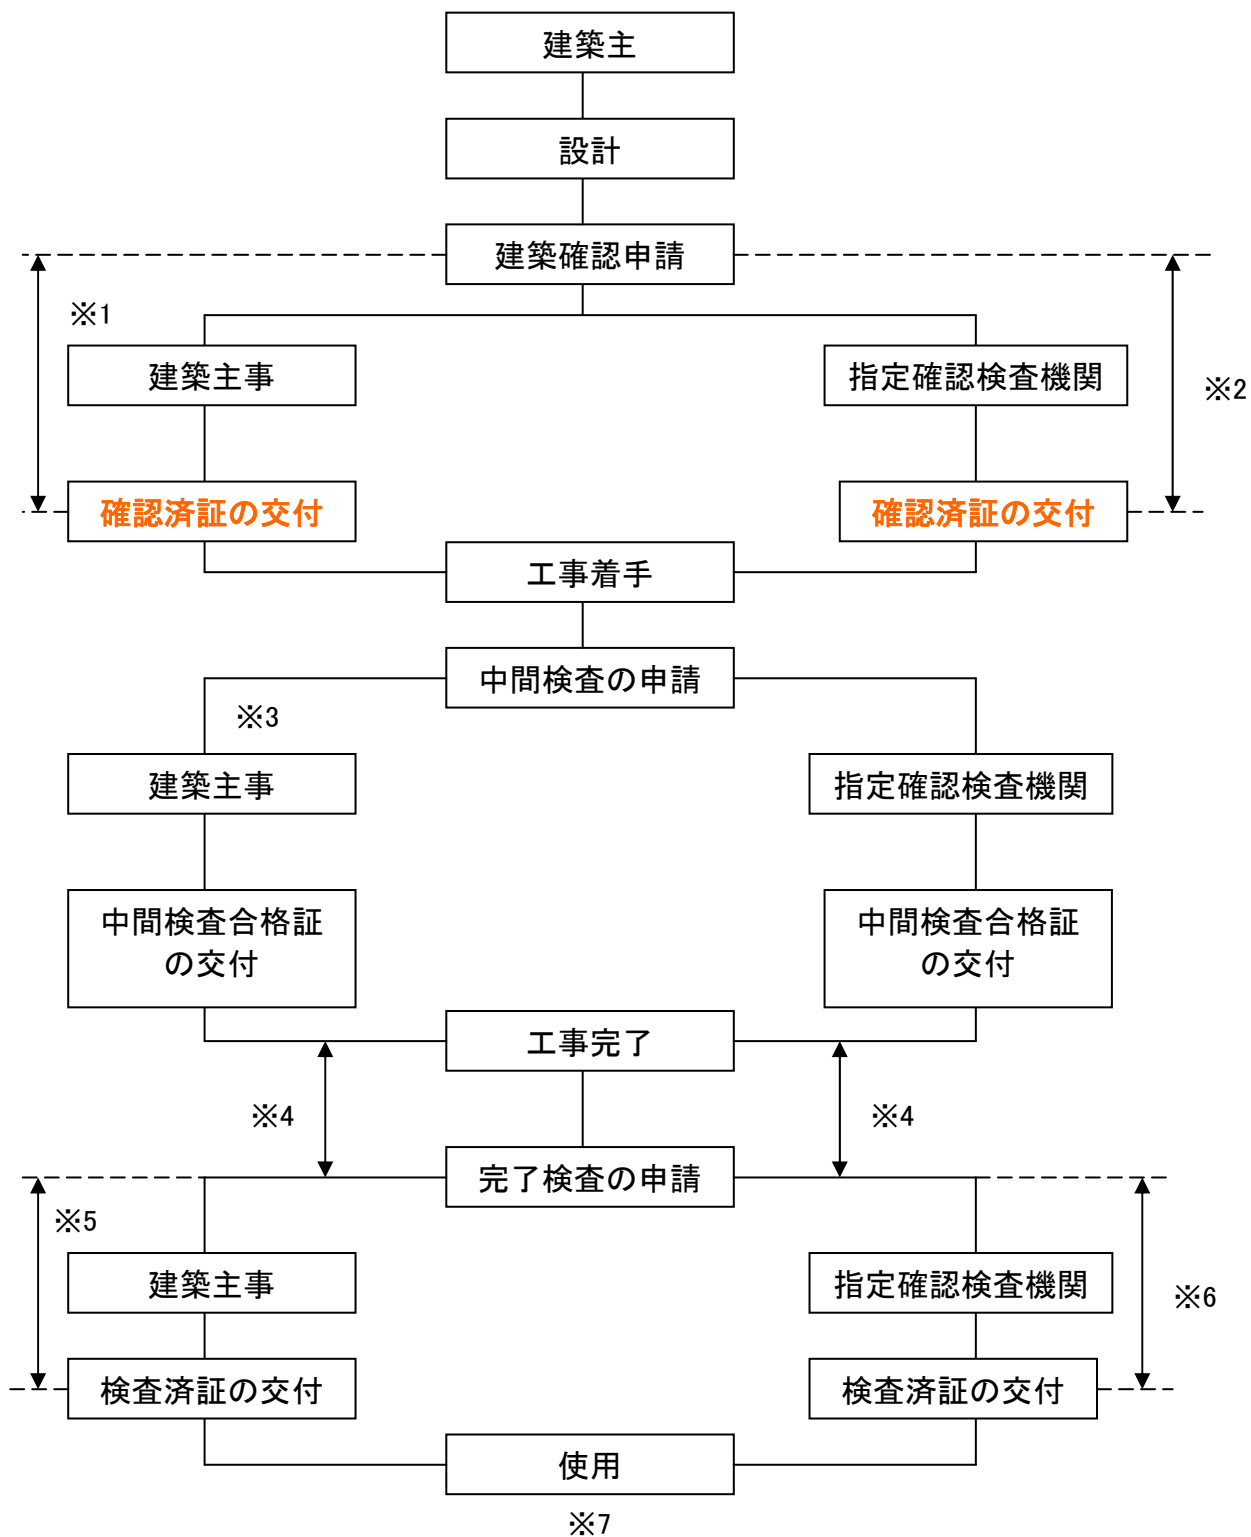 建築主
設計
建築確認申請
※1
建築主事
指定確認検査機関
※2
確認済証の交付
確認済証の交付
工事着手
中間検査の申請
※3
建築主事
指定確認検査機関
中間検査合格証
の交付
中間検査合格証
の交付
工事完了
※4
※4
完了検査の申請
※5
建築主事
指定確認検査機関
※6
検査済証の交付
検査済証の交付
使用
※7